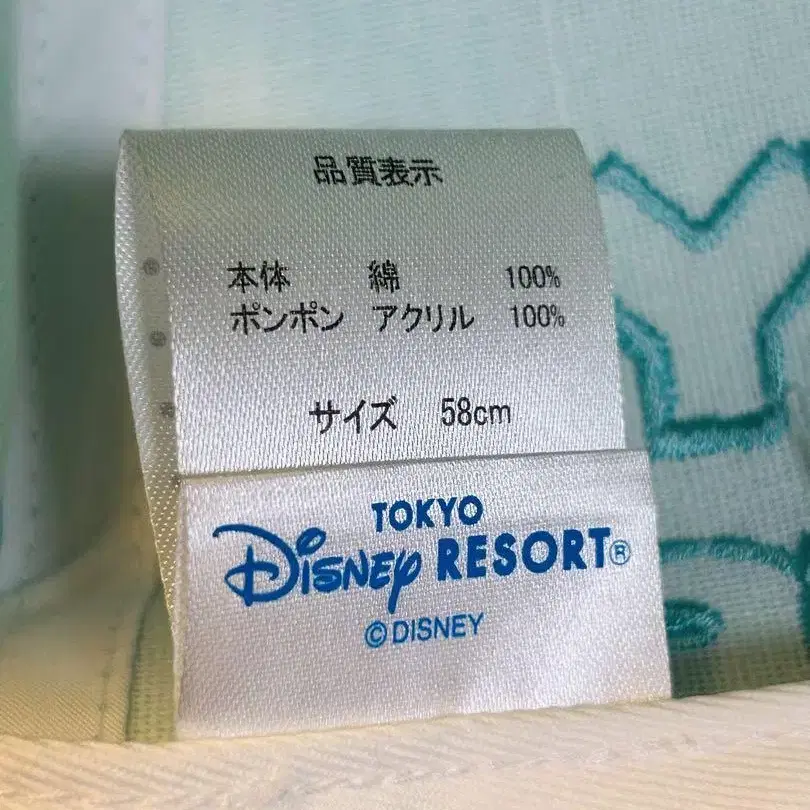 品質表示
本体 綿 100%
ポンポン アクリル 100%
サイズ 58cm
TOKYO
Disney RESORT®
©DISNEY